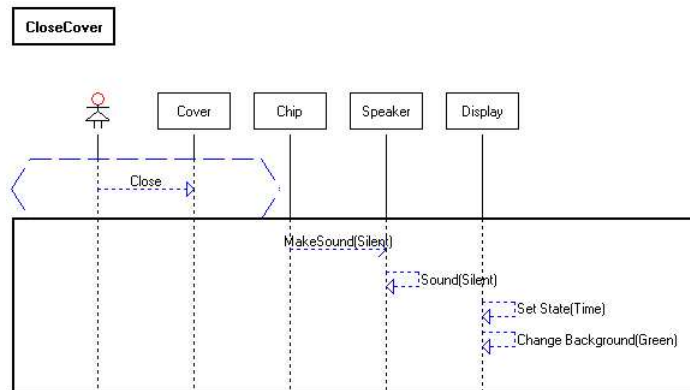 CloseCover
Cover
Chip
Speaker
Display
Close
MakeSound(Silent)
Sound(Silent)
Set State(Time)
Change Background(Green)